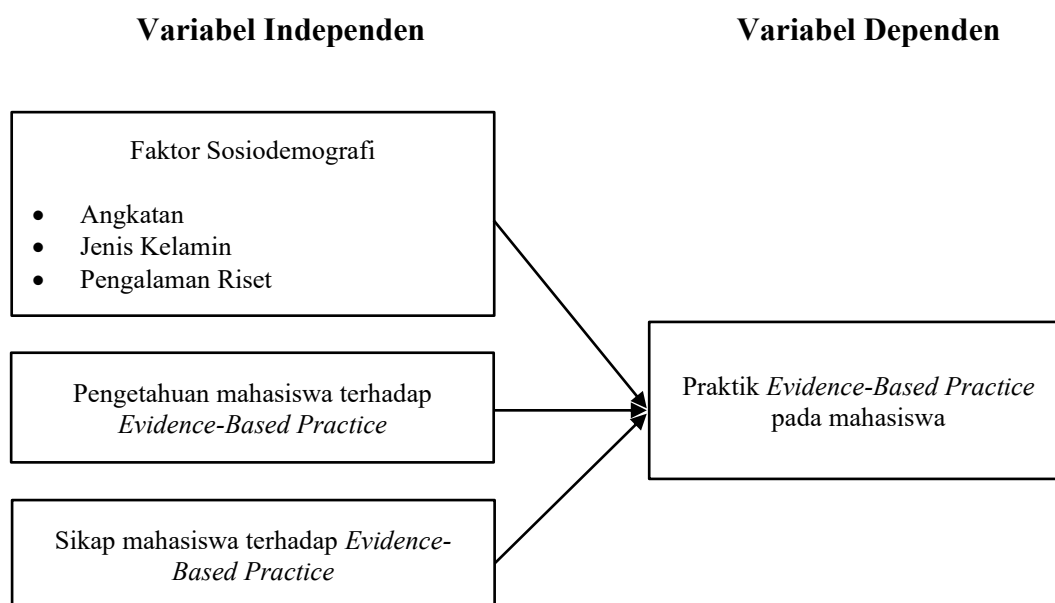 Variabel Independen
Variabel Dependen
Faktor Sosiodemografi
• Angkatan
• Jenis Kelamin
• Pengalaman Riset
Pengetahuan mahasiswa terhadap
Evidence-Based Practice
Sikap mahasiswa terhadap Evidence-
Based Practice
Praktik Evidence-Based Practice
pada mahasiswa